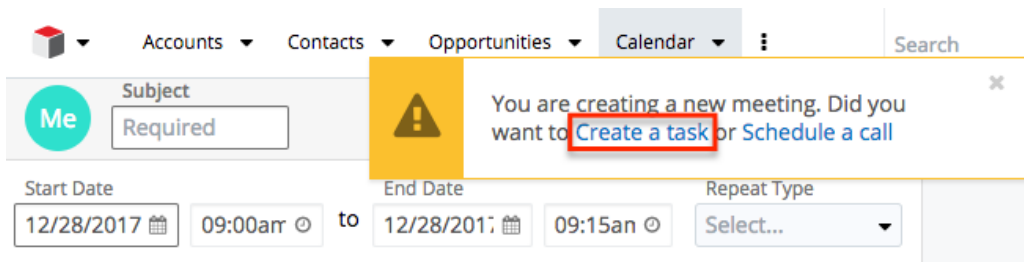 Accounts Contacts Opportunities Calendar Search
You are creating a new meeting. Did you
want to Create a task or Schedule a call
Me
Subject
Required
Start Date End Date Repeat Type
12/28/2017 09:00am to 12/28/2017 09:15am Select...